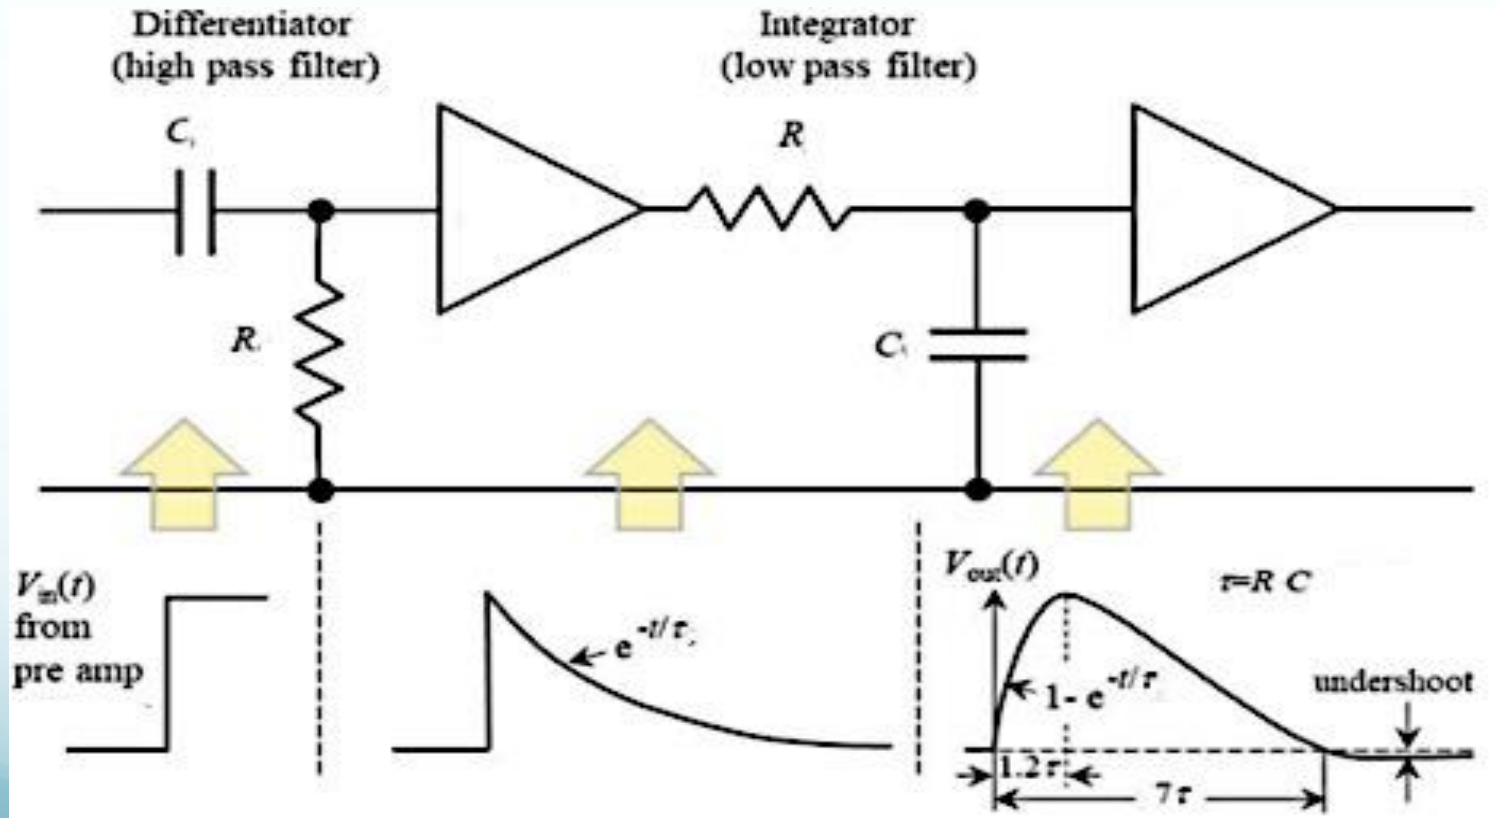 Differentiator
(high pass filter)
Integrator
(low pass filter)
C
R
R
C
V_in(t)
from
pre amp
e^-t/τ
V_out(t)
τ=R C
1- e^-t/τ
undershoot
1.2τ
7τ